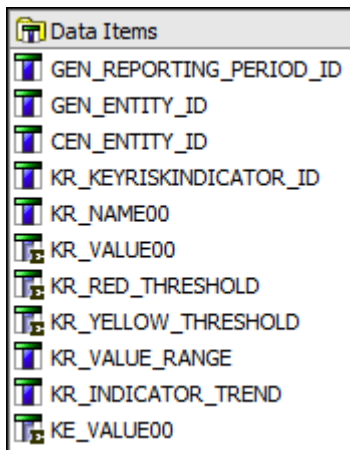 Data Items
GEN_REPORTING_PERIOD_ID
GEN_ENTITY_ID
CEN_ENTITY_ID
KR_KEYRISKINDICATOR_ID
KR_NAME00
KR_VALUE00
KR_RED_THRESHOLD
KR_YELLOW_THRESHOLD
KR_VALUE_RANGE
KR_INDICATOR_TREND
KE_VALUE00